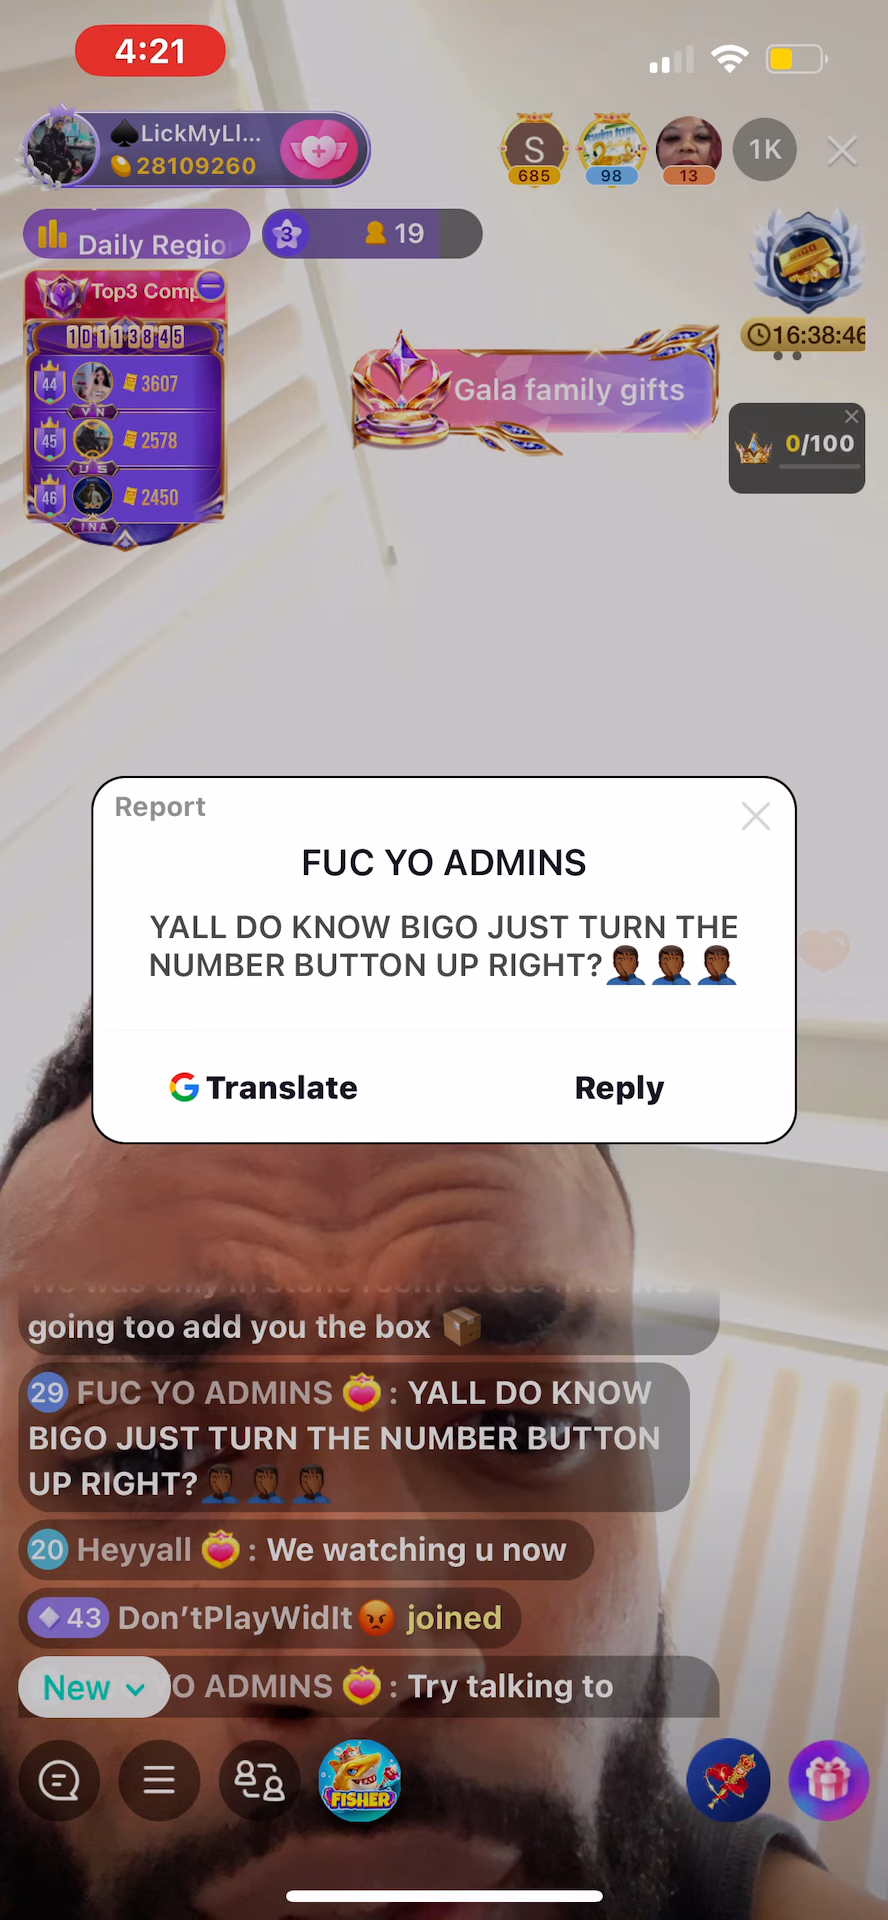 4:21
LickMyLI...
28109260
S
685
98
13
1K
Daily Regio
3
19
Top3 Comp
1D 11:38:45
44
3607
VN
45
2578
US
46
2450
INA
BIGO
16:38:46
Gala family gifts
0/100
Report
FUC YO ADMINS
YALL DO KNOW BIGO JUST TURN THE
NUMBER BUTTON UP RIGHT?🤦🏾‍♂️🤦🏾‍♂️🤦🏾‍♂️
Translate
Reply
going too add you the box 📦
29 FUC YO ADMINS : YALL DO KNOW
BIGO JUST TURN THE NUMBER BUTTON
UP RIGHT?🤦🏾‍♂️🤦🏾‍♂️🤦🏾‍♂️
20 Heyyall : We watching u now
43 Don'tPlayWidIt😡 joined
New
O ADMINS : Try talking to
FISHER